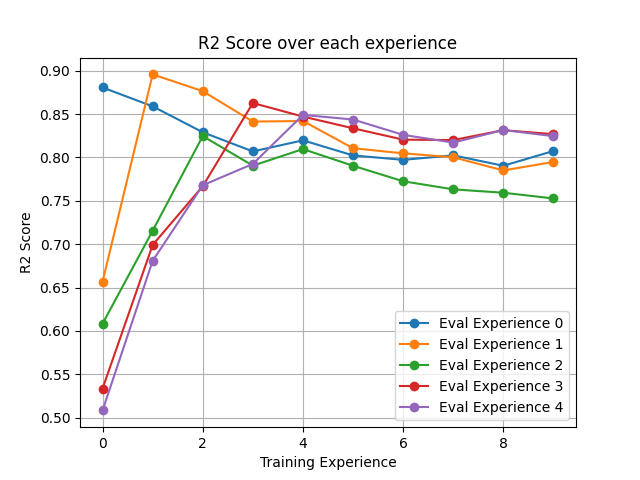 R2 Score over each experience
0.90
0.85
0.80
0.75
0.70
0.65
0.60
0.55
0.50
R2 Score
0
2
4
6
8
Training Experience
Eval Experience 0
Eval Experience 1
Eval Experience 2
Eval Experience 3
Eval Experience 4